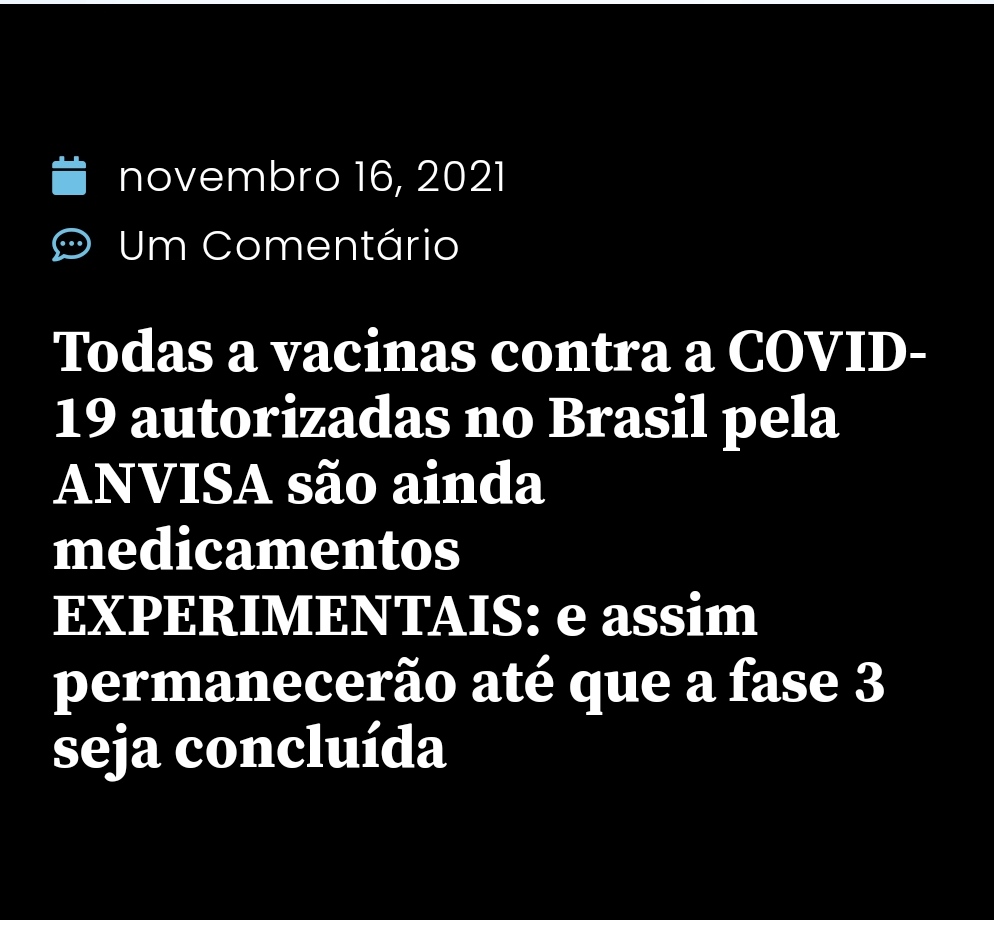 novembro 16, 2021
Um Comentário
Todas a vacinas contra a COVID-
19 autorizadas no Brasil pela
ANVISA são ainda
medicamentos
EXPERIMENTAIS: e assim
permanecerão até que a fase 3
seja concluída